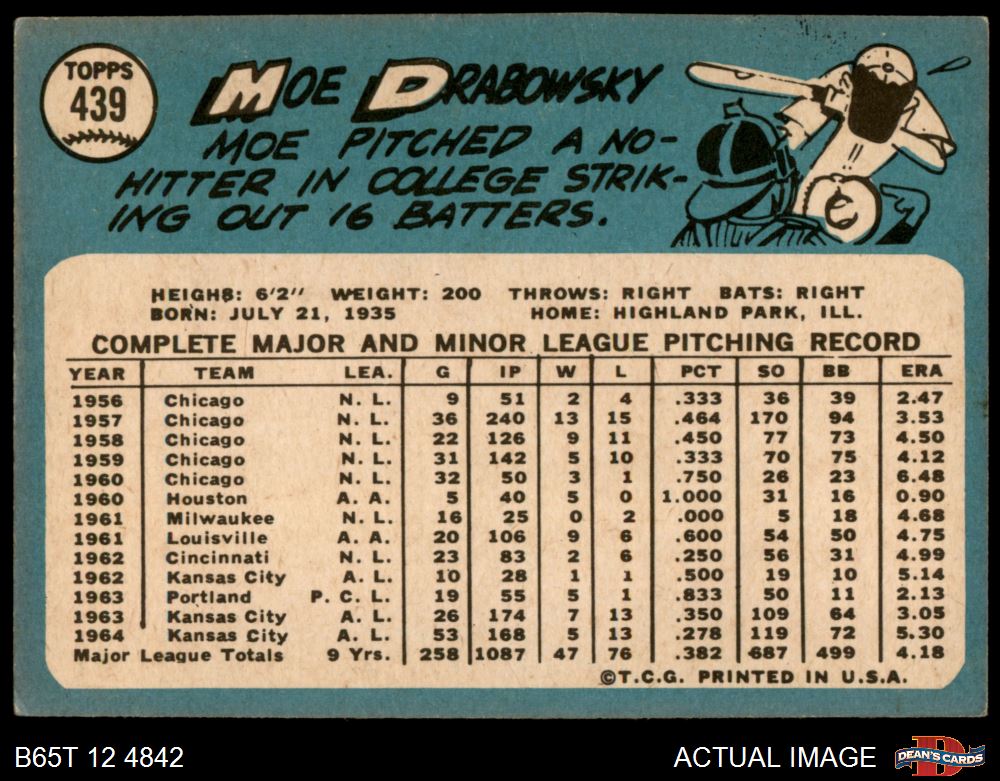 TOPPS
439
MOE DRABOWSKY
MOE PITCHED A NO-
HITTER IN COLLEGE STRIK-
ING OUT 16 BATTERS.
HEIGH8: 6'2" WEIGHT: 200 THROWS: RIGHT BATS: RIGHT
BORN: JULY 21, 1935 HOME: HIGHLAND PARK, ILL.
COMPLETE MAJOR AND MINOR LEAGUE PITCHING RECORD
YEAR TEAM LEA. G IP W L PCT SO BB ERA
1956 Chicago N. L. 9 51 2 4 .333 36 39 2.47
1957 Chicago N. L. 36 240 13 15 .464 170 94 3.53
1958 Chicago N. L. 22 126 9 11 .450 77 73 4.50
1959 Chicago N. L. 31 142 5 10 .333 70 75 4.12
1960 Chicago N. L. 32 50 3 1 .750 26 23 6.48
1960 Houston A. A. 5 40 5 0 1.000 31 16 0.90
1961 Milwaukee N. L. 16 25 0 2 .000 5 18 4.68
1961 Louisville A. A. 20 106 9 6 .600 54 50 4.75
1962 Cincinnati N. L. 23 83 2 6 .250 56 31 4.99
1962 Kansas City A. L. 10 28 1 1 .500 19 10 5.14
1963 Portland P. C. L. 19 55 5 1 .833 50 11 2.13
1963 Kansas City A. L. 26 174 7 13 .350 109 64 3.05
1964 Kansas City A. L. 53 168 5 13 .278 119 72 5.30
Major League Totals 9 Yrs. 258 1087 47 76 .382 687 499 4.18
©T.C.G. PRINTED IN U.S.A.
B65T 12 4842 ACTUAL IMAGE DEAN'S CARDS